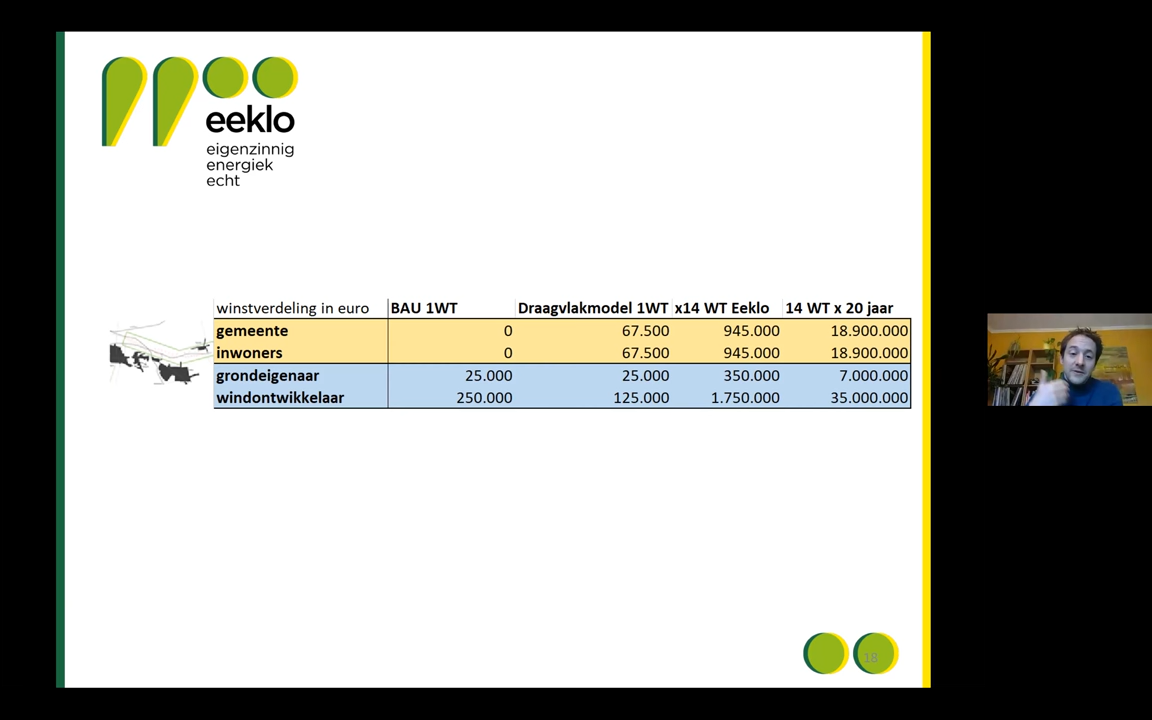 eeklo
eigenzinnig
energiek
echt
winstverdeling in euro BAU 1WT Draagvlakmodel 1WT x14 WT Eeklo 14 WT x 20 jaar
gemeente 0 67.500 945.000 18.900.000
inwoners 0 67.500 945.000 18.900.000
grondeigenaar 25.000 25.000 350.000 7.000.000
windontwikkelaar 250.000 125.000 1.750.000 35.000.000
18